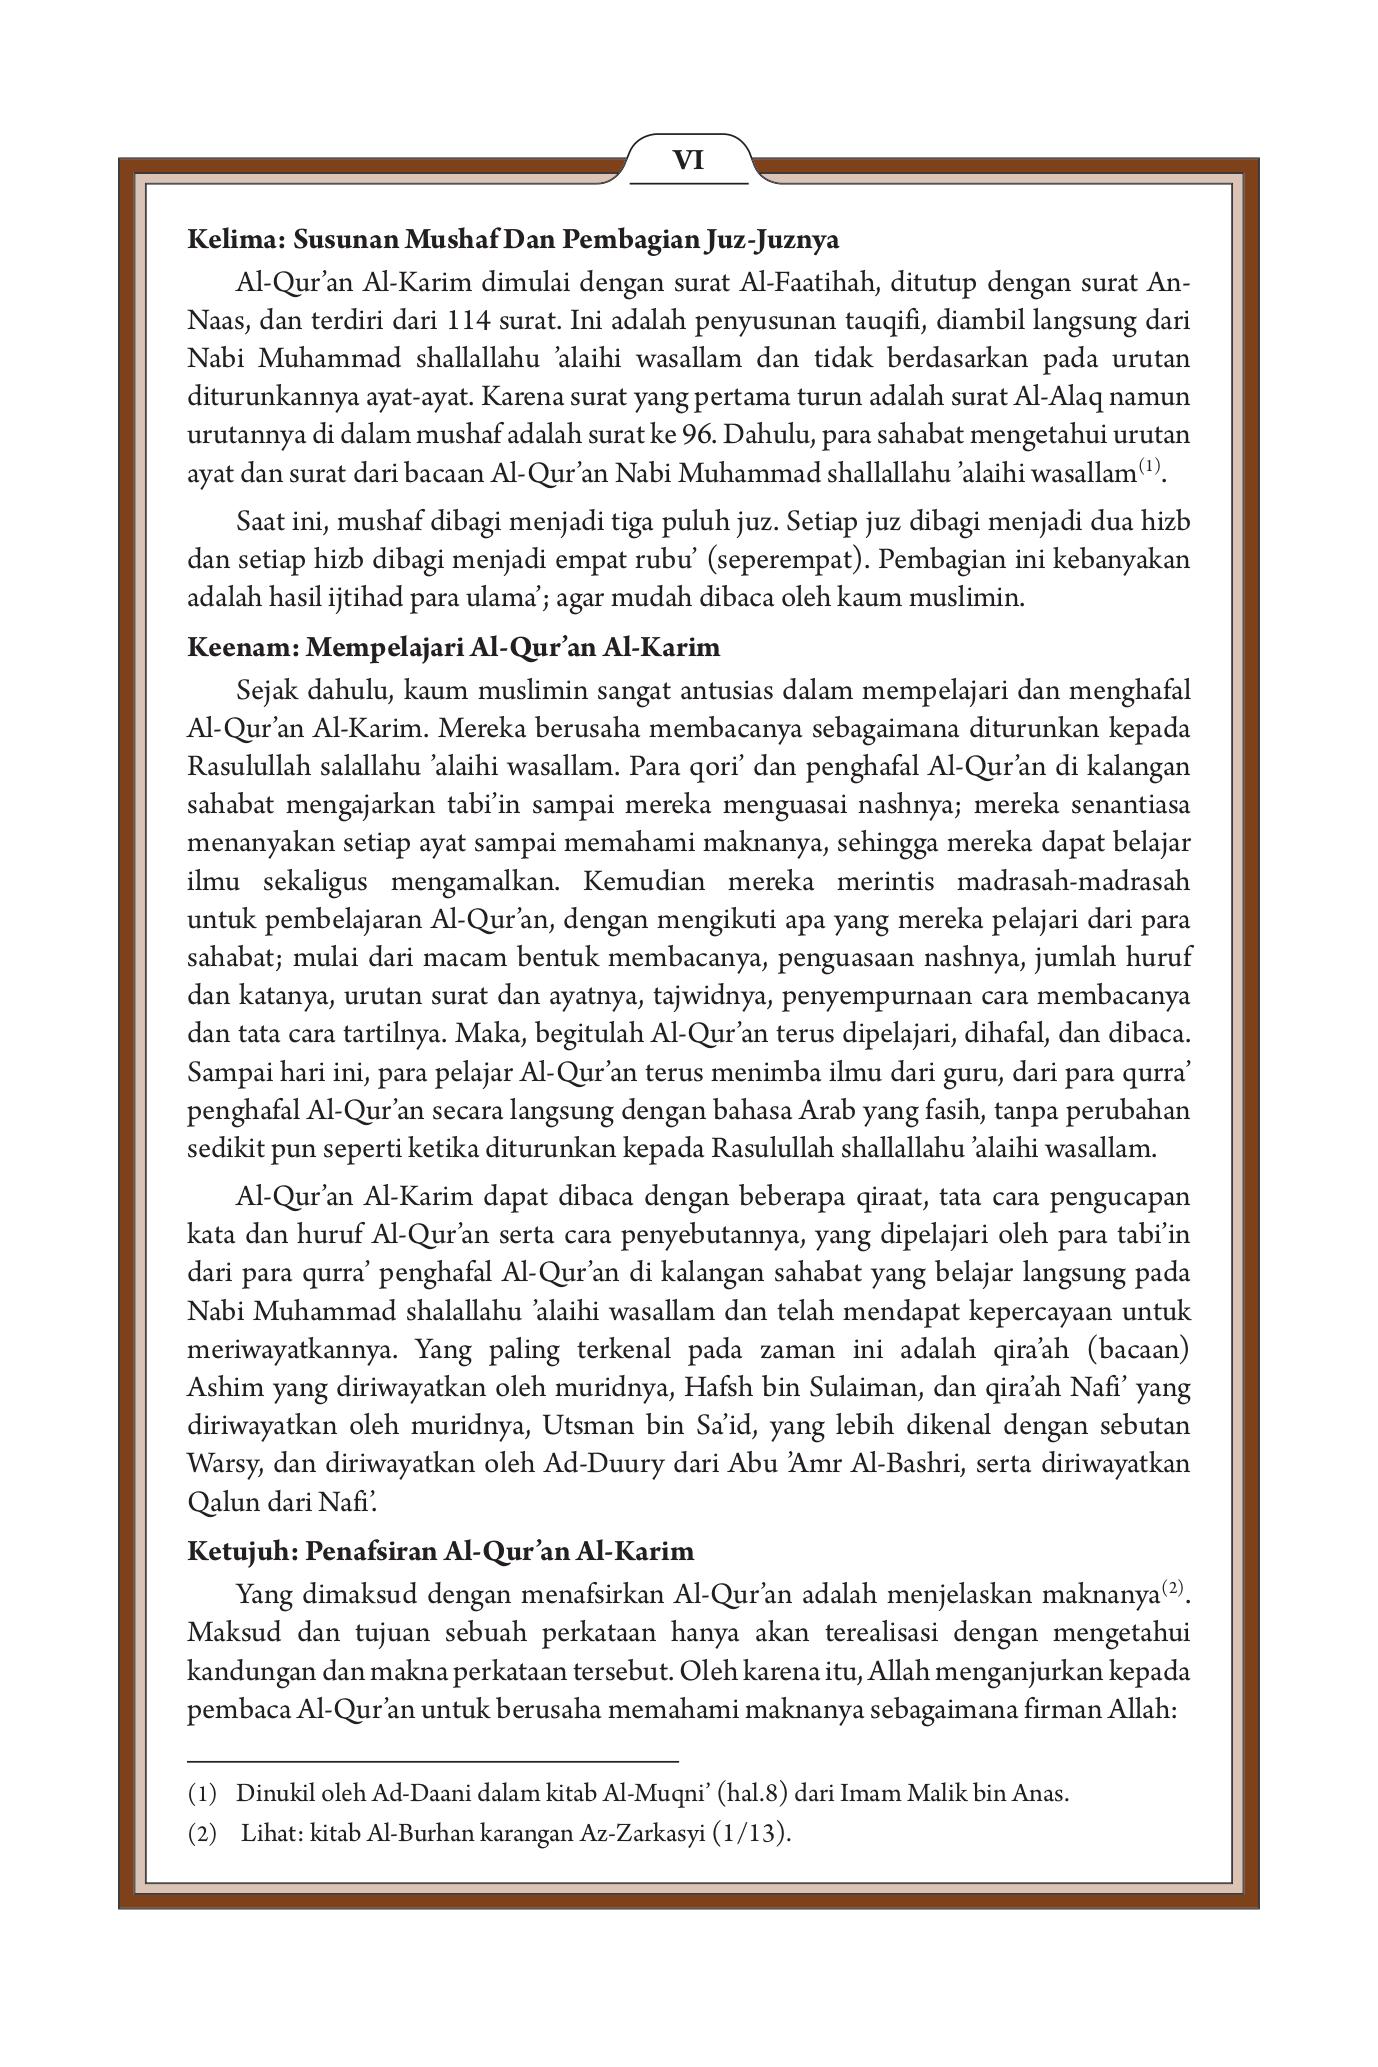 VI
Kelima: Susunan Mushaf Dan Pembagian Juz-Juznya
Al-Qur’an Al-Karim dimulai dengan surat Al-Faatihah, ditutup dengan surat An-
Naas, dan terdiri dari 114 surat. Ini adalah penyusunan tauqifi, diambil langsung dari
Nabi Muhammad shallallahu ’alaihi wasallam dan tidak berdasarkan pada urutan
diturunkannya ayat-ayat. Karena surat yang pertama turun adalah surat Al-Alaq namun
urutannya di dalam mushaf adalah surat ke 96. Dahulu, para sahabat mengetahui urutan
ayat dan surat dari bacaan Al-Qur’an Nabi Muhammad shallallahu ’alaihi wasallam(1).
Saat ini, mushaf dibagi menjadi tiga puluh juz. Setiap juz dibagi menjadi dua hizb
dan setiap hizb dibagi menjadi empat rubu’ (seperempat). Pembagian ini kebanyakan
adalah hasil ijtihad para ulama’; agar mudah dibaca oleh kaum muslimin.
Keenam: Mempelajari Al-Qur’an Al-Karim
Sejak dahulu, kaum muslimin sangat antusias dalam mempelajari dan menghafal
Al-Qur’an Al-Karim. Mereka berusaha membacanya sebagaimana diturunkan kepada
Rasulullah salallahu ’alaihi wasallam. Para qori’ dan penghafal Al-Qur’an di kalangan
sahabat mengajarkan tabi’in sampai mereka menguasai nashnya; mereka senantiasa
menanyakan setiap ayat sampai memahami maknanya, sehingga mereka dapat belajar
ilmu sekaligus mengamalkan. Kemudian mereka merintis madrasah-madrasah
untuk pembelajaran Al-Qur’an, dengan mengikuti apa yang mereka pelajari dari para
sahabat; mulai dari macam bentuk membacanya, penguasaan nashnya, jumlah huruf
dan katanya, urutan surat dan ayatnya, tajwidnya, penyempurnaan cara membacanya
dan tata cara tartilnya. Maka, begitulah Al-Qur’an terus dipelajari, dihafal, dan dibaca.
Sampai hari ini, para pelajar Al-Qur’an terus menimba ilmu dari guru, dari para qurra’
penghafal Al-Qur’an secara langsung dengan bahasa Arab yang fasih, tanpa perubahan
sedikit pun seperti ketika diturunkan kepada Rasulullah shallallahu ’alaihi wasallam.
Al-Qur’an Al-Karim dapat dibaca dengan beberapa qiraat, tata cara pengucapan
kata dan huruf Al-Qur’an serta cara penyebutannya, yang dipelajari oleh para tabi’in
dari para qurra’ penghafal Al-Qur’an di kalangan sahabat yang belajar langsung pada
Nabi Muhammad shalallahu ’alaihi wasallam dan telah mendapat kepercayaan untuk
meriwayatkannya. Yang paling terkenal pada zaman ini adalah qira’ah (bacaan)
Ashim yang diriwayatkan oleh muridnya, Hafsh bin Sulaiman, dan qira’ah Nafi’ yang
diriwayatkan oleh muridnya, Utsman bin Sa’id, yang lebih dikenal dengan sebutan
Warsy, dan diriwayatkan oleh Ad-Duury dari Abu ’Amr Al-Bashri, serta diriwayatkan
Qalun dari Nafi’.
Ketujuh: Penafsiran Al-Qur’an Al-Karim
Yang dimaksud dengan menafsirkan Al-Qur’an adalah menjelaskan maknanya(2).
Maksud dan tujuan sebuah perkataan hanya akan terealisasi dengan mengetahui
kandungan dan makna perkataan tersebut. Oleh karena itu, Allah menganjurkan kepada
pembaca Al-Qur’an untuk berusaha memahami maknanya sebagaimana firman Allah:
(1) Dinukil oleh Ad-Daani dalam kitab Al-Muqni’ (hal.8) dari Imam Malik bin Anas.
(2) Lihat: kitab Al-Burhan karangan Az-Zarkasyi (1/13).